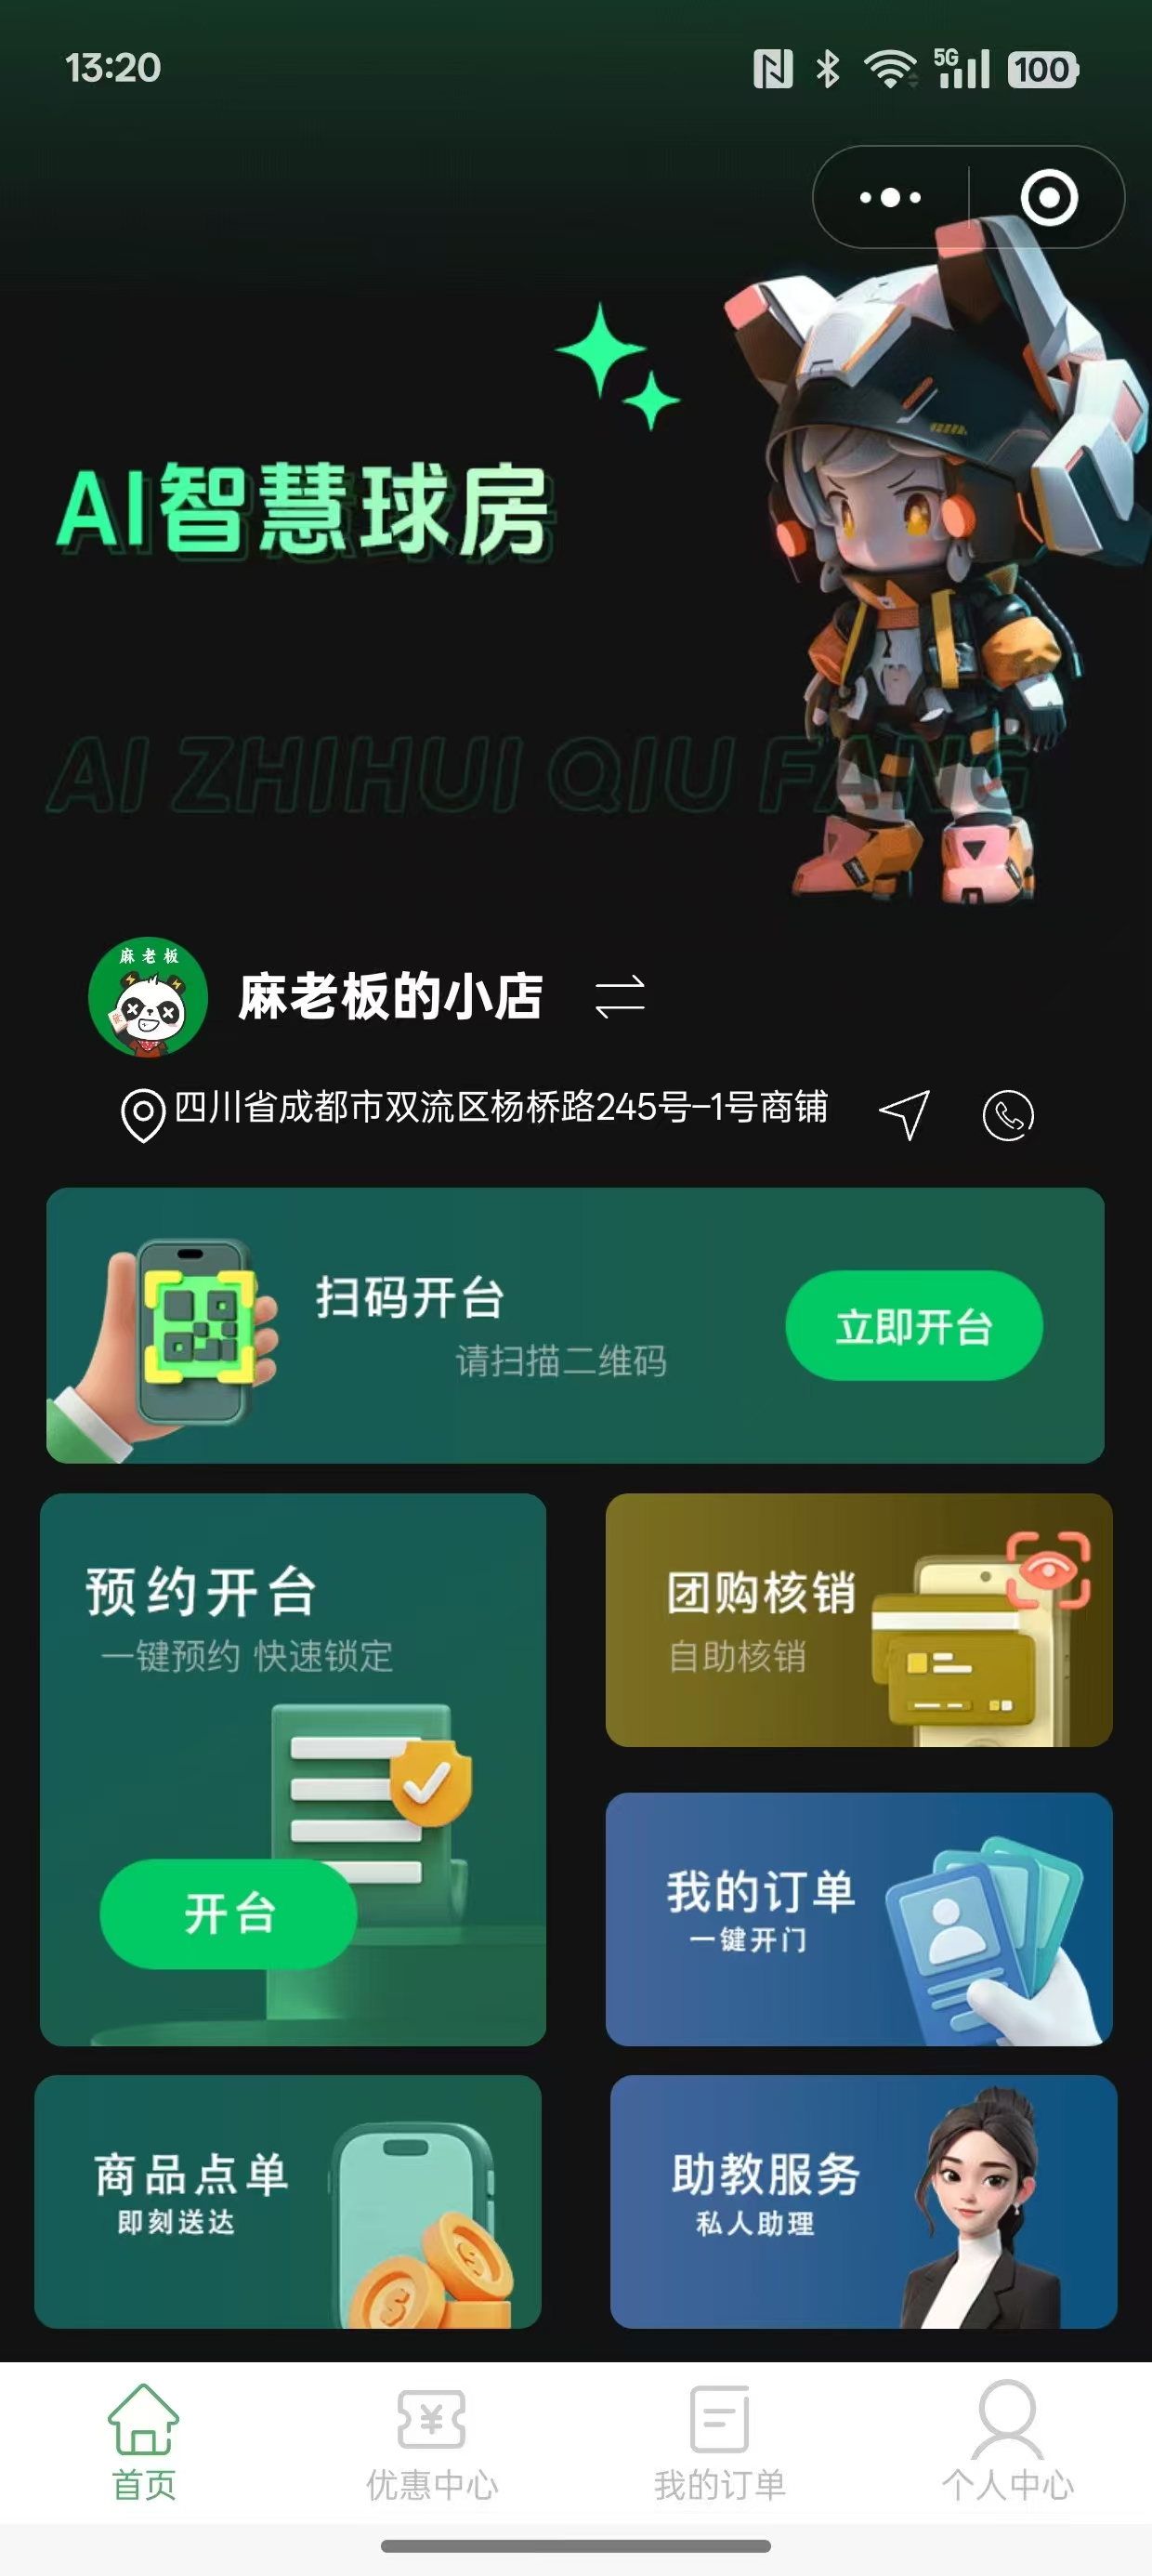 13:20
5G
100
AI智慧球房
AI ZHIHUI QIU FANG
麻老板
麻老板的小店
四川省成都市双流区杨桥路245号-1号商铺
扫码开台
请扫描二维码
立即开台
预约开台
一键预约 快速锁定
开台
团购核销
自助核销
我的订单
一键开门
商品点单
即刻送达
助教服务
私人助理
首页
优惠中心
我的订单
个人中心